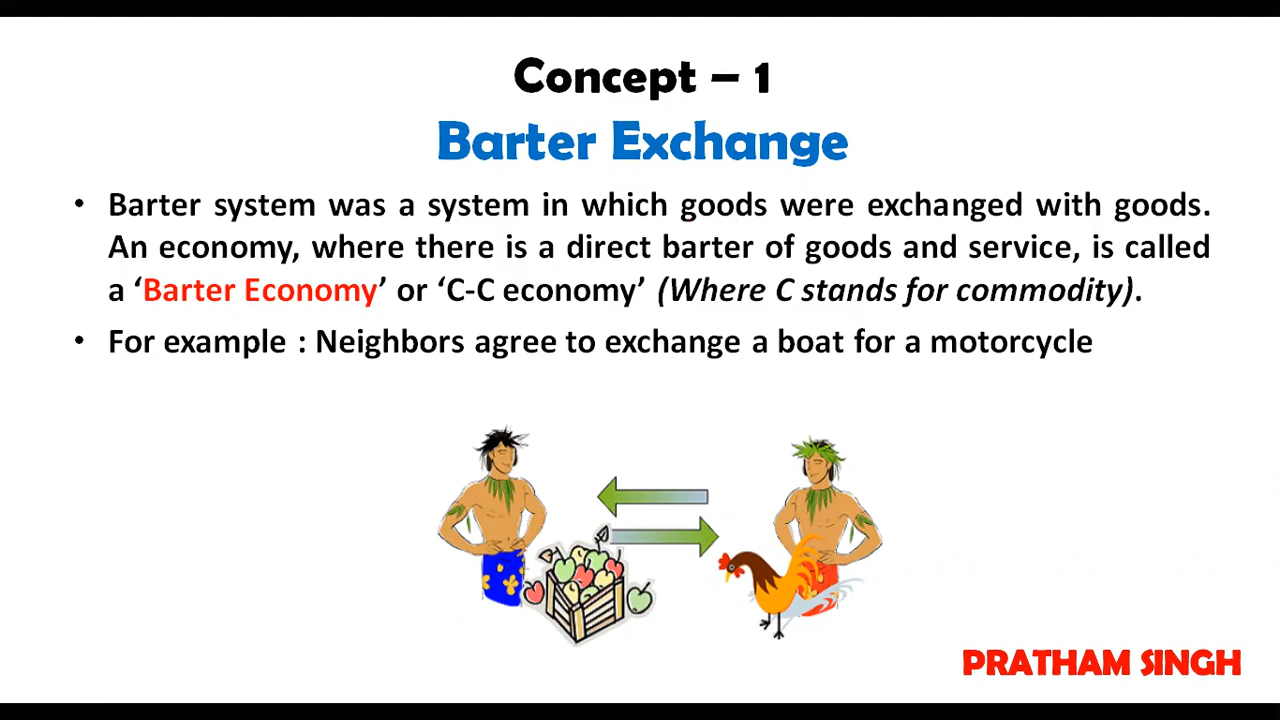 Concept – 1
Barter Exchange
• Barter system was a system in which goods were exchanged with goods.
An economy, where there is a direct barter of goods and service, is called
a ‘Barter Economy’ or ‘C-C economy’ (Where C stands for commodity).
• For example : Neighbors agree to exchange a boat for a motorcycle
PRATHAM SINGH